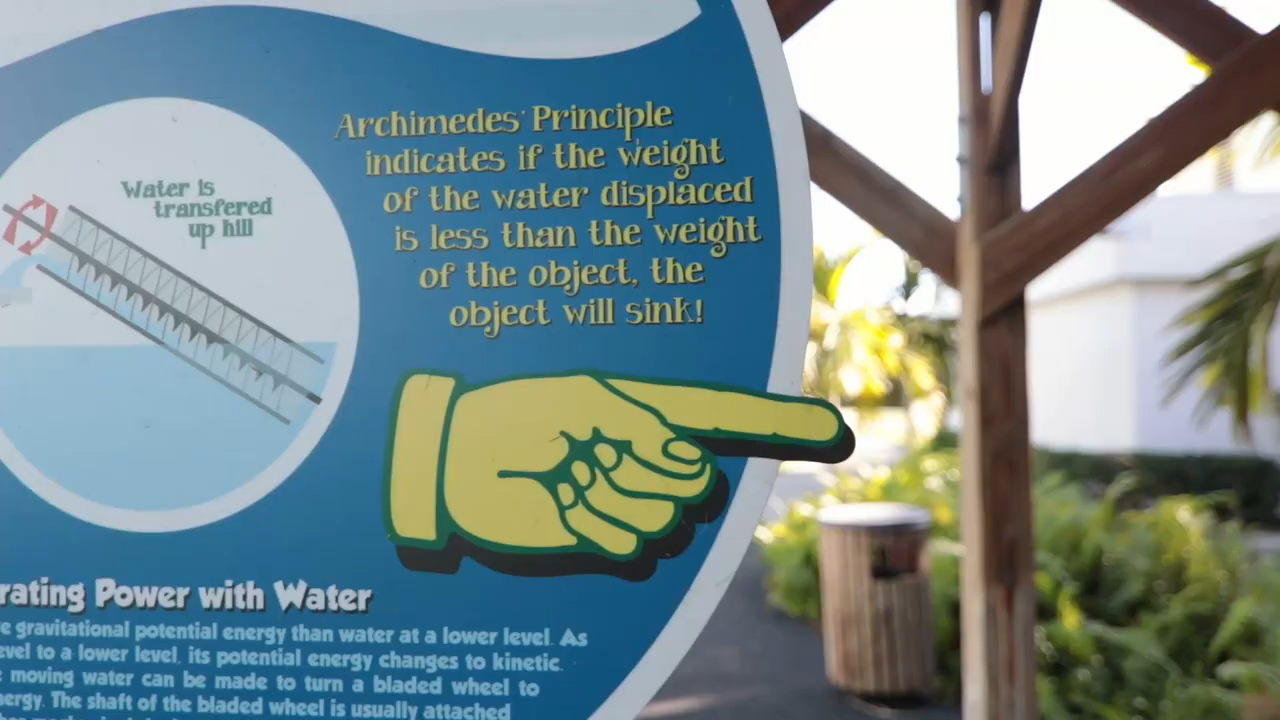 Archimedes' Principle
indicates if the weight
of the water displaced
is less than the weight
of the object, the
object will sink!
Water is
transfered
up hill
rating Power with Water
e gravitational potential energy than water at a lower level. As
evel to a lower level, its potential energy changes to kinetic.
moving water can be made to turn a bladed wheel to
ergy. The shaft of the bladed wheel is usually attached